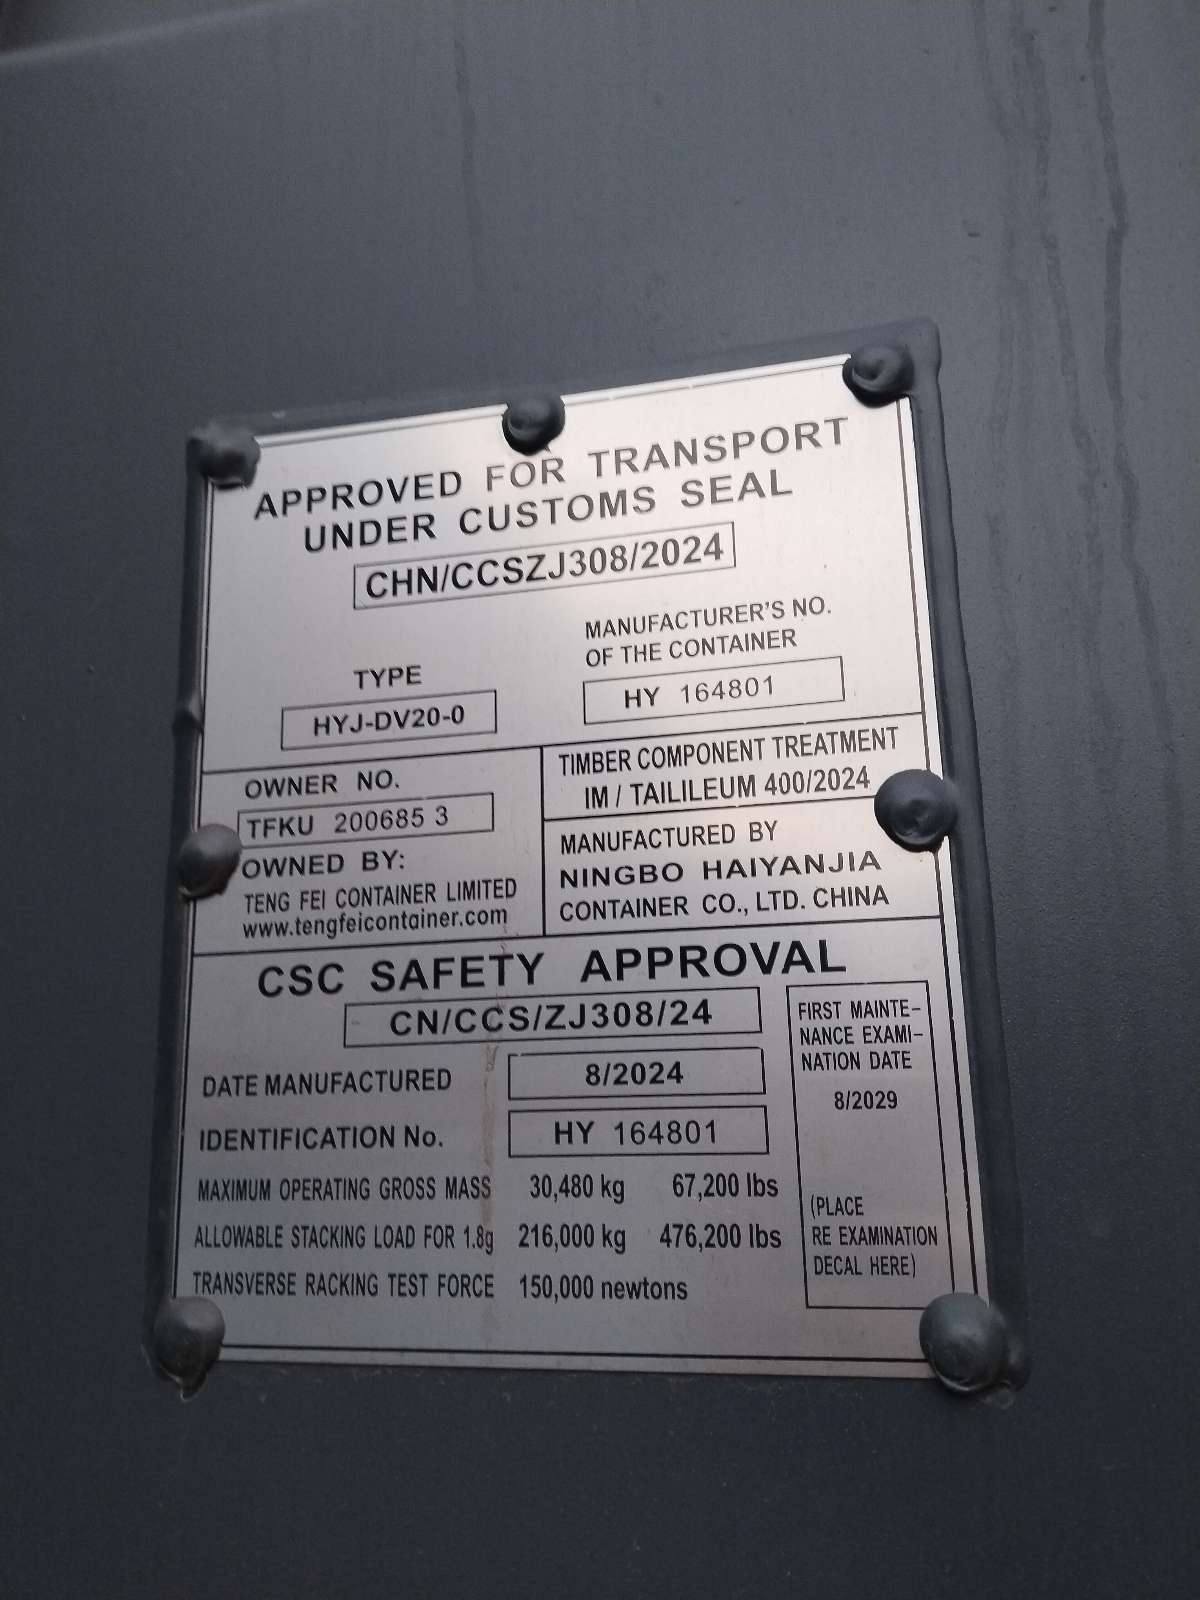 APPROVED FOR TRANSPORT
UNDER CUSTOMS SEAL
CHN/CCSZJ308/2024
TYPE
HYJ-DV20-0
MANUFACTURER'S NO.
OF THE CONTAINER
HY 164801
OWNER NO.
TFKU 200685 3
OWNED BY:
TENG FEI CONTAINER LIMITED
www.tengfeicontainer.com
TIMBER COMPONENT TREATMENT
IM / TAILILEUM 400/2024
MANUFACTURED BY
NINGBO HAIYANJIA
CONTAINER CO., LTD. CHINA
CSC SAFETY APPROVAL
CN/CCS/ZJ308/24
DATE MANUFACTURED 8/2024
IDENTIFICATION No. HY 164801
MAXIMUM OPERATING GROSS MASS 30,480 kg 67,200 lbs
ALLOWABLE STACKING LOAD FOR 1.8g 216,000 kg 476,200 lbs
TRANSVERSE RACKING TEST FORCE 150,000 newtons
FIRST MAINTE-
NANCE EXAMI-
NATION DATE
8/2029
(PLACE
RE EXAMINATION
DECAL HERE)